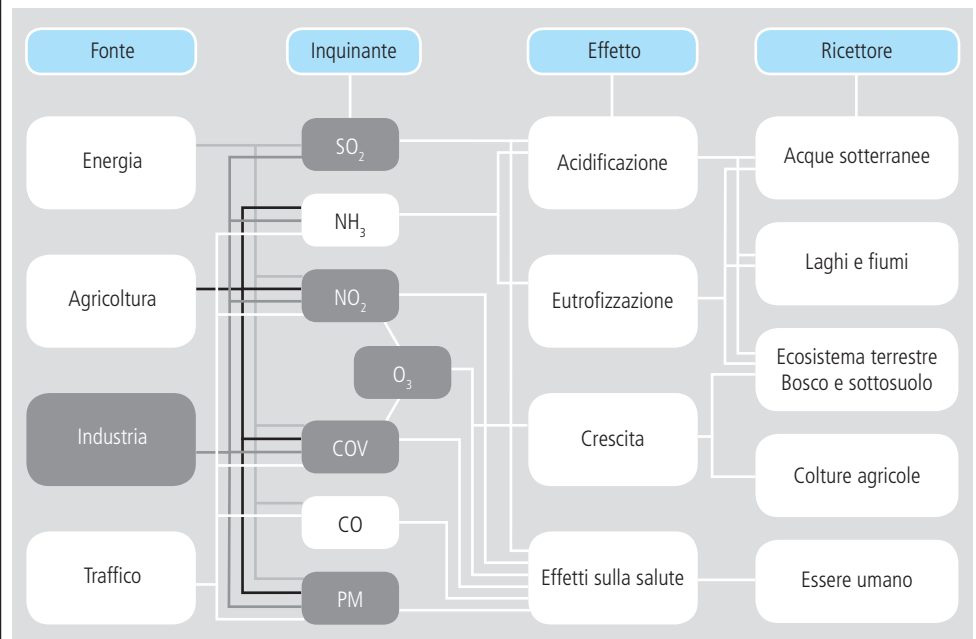 Fonte
Inquinante
Effetto
Ricettore
Energia
Agricoltura
Industria
Traffico
SO₂
NH₃
NO₂
O₃
COV
CO
PM
Acidificazione
Eutrofizzazione
Crescita
Effetti sulla salute
Acque sotterranee
Laghi e fiumi
Ecosistema terrestre
Bosco e sottosuolo
Colture agricole
Essere umano